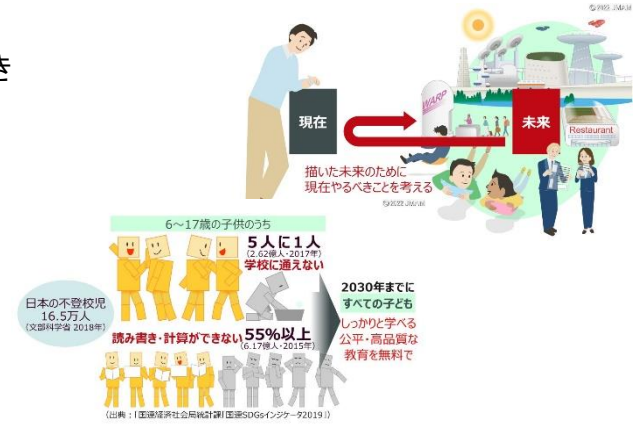 ©2022 JMAM
き
WARP
現在
未来
Restaurant
描いた未来のために
現在やるべきことを考える
©2022 JMAM
6～17歳の子供のうち
5人に1人
(2.62億人・2017年)
学校に通えない
日本の不登校児
16.5万人
(文部科学省 2018年)
2030年までに
すべての子ども
しっかりと学べる
公平・高品質な
教育を無料で
読み書き・計算ができない
55%以上
(6.17億人・2015年)
(出典：「国連経済社会局統計課『国連SDGsインジケータ2019』)